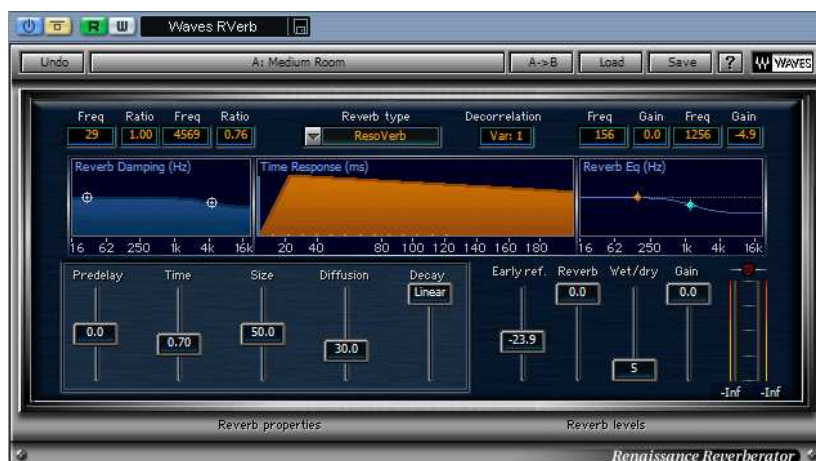 R W Waves RVerb
Undo A: Medium Room A->B Load Save ? WAVES
Freq Ratio Freq Ratio Reverb type Decorrelation Freq Gain Freq Gain
29 1.00 4569 0.76 ResoVerb Var: 1 156 0.0 1256 -4.9
Reverb Damping (Hz) Time Response (ms) Reverb Eq (Hz)
16 62 250 1k 4k 16k 20 40 80 100 120 140 160 180 16 62 250 1k 4k 16k
Predelay Time Size Diffusion Decay Early ref. Reverb Wet/dry Gain
Linear 0.0 0.0
0.0 0.70 50.0 30.0 -23.9
5
-Inf -Inf
Reverb properties Reverb levels
Renaissance Reverberator